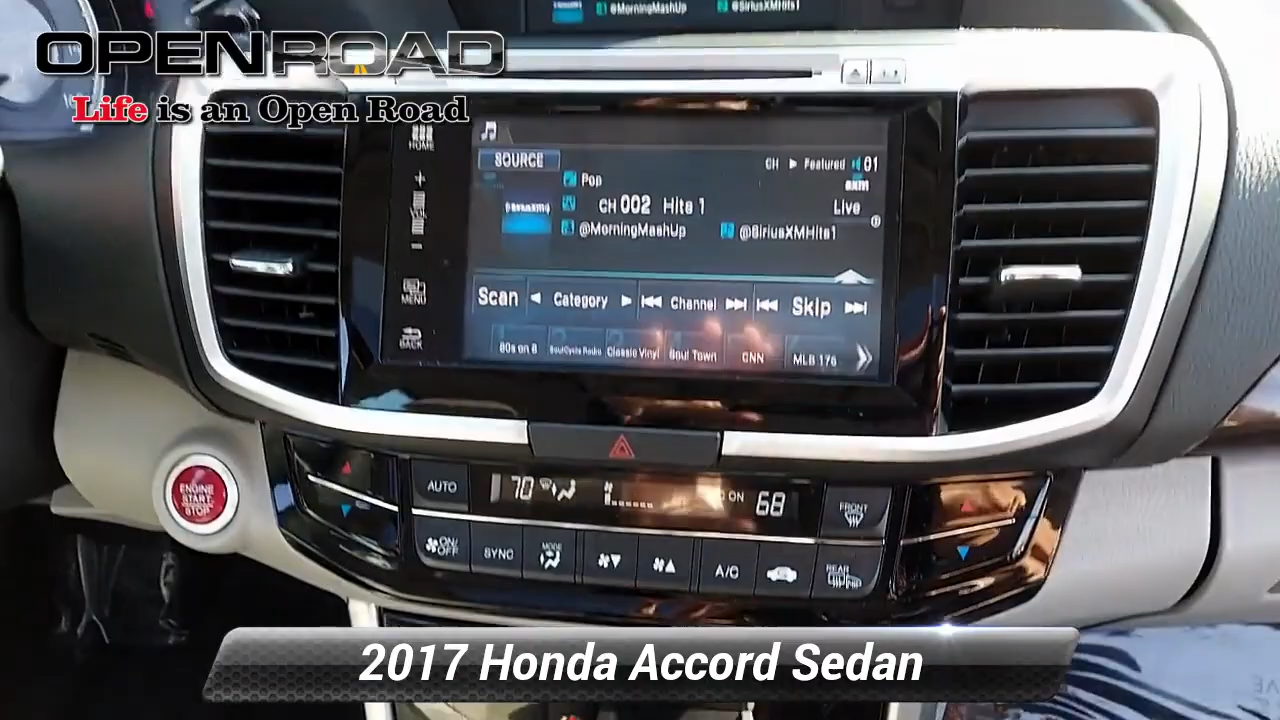 @MorningMashUp @SiriusXMHits1
OPENROAD
Life is an Open Road
HOME
SOURCE
CH ▶ Featured 01
Pop
sxm
+
VOL
-
CH 002 Hits 1
Live
@MorningMashUp @SiriusXMHits1
MENU
Scan ◀ Category ▶ Channel Skip
BACK
80s on 8 SoulCycle Radio Classic Vinyl Soul Town CNN MLB 176
ENGINE
START
STOP
AUTO
70
ON 68
FRONT
ON/OFF
SYNC
MODE
A/C
REAR
2017 Honda Accord Sedan